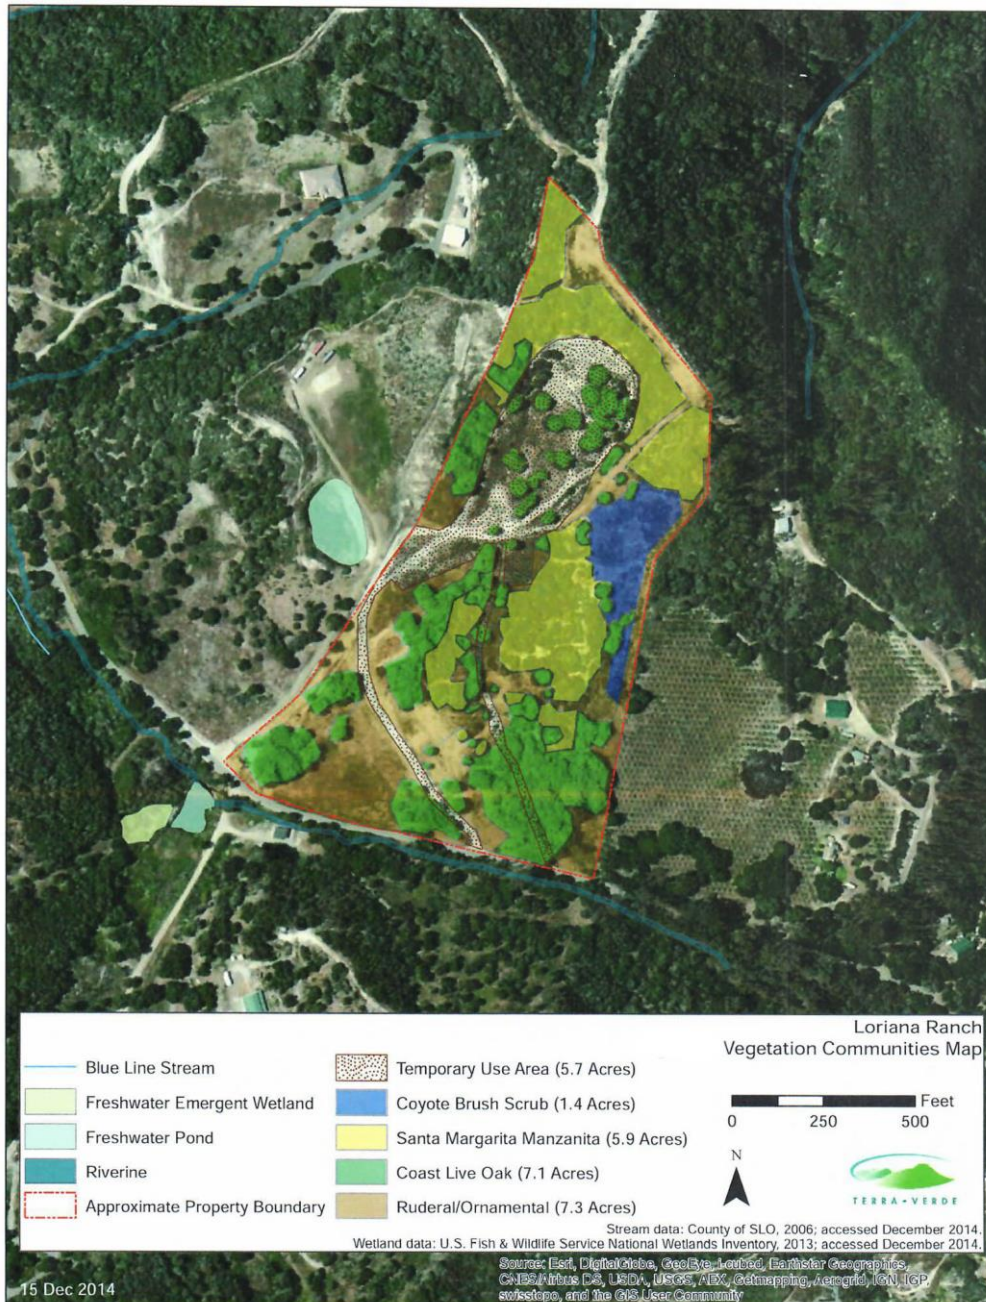 Loriana Ranch
Vegetation Communities Map
Blue Line Stream
Freshwater Emergent Wetland
Freshwater Pond
Riverine
Approximate Property Boundary
Temporary Use Area (5.7 Acres)
Coyote Brush Scrub (1.4 Acres)
Santa Margarita Manzanita (5.9 Acres)
Coast Live Oak (7.1 Acres)
Ruderal/Ornamental (7.3 Acres)
Feet
0 250 500
N
TERRA • VERDE
Stream data: County of SLO, 2006; accessed December 2014.
Wetland data: U.S. Fish & Wildlife Service National Wetlands Inventory, 2013; accessed December 2014.
Source: Esri, DigitalGlobe, GeoEye, i-cubed, Earthstar Geographics,
CNES/Airbus DS, USDA, USGS, AEX, Getmapping, Aerogrid, IGN, IGP,
swisstopo, and the GIS User Community
15 Dec 2014